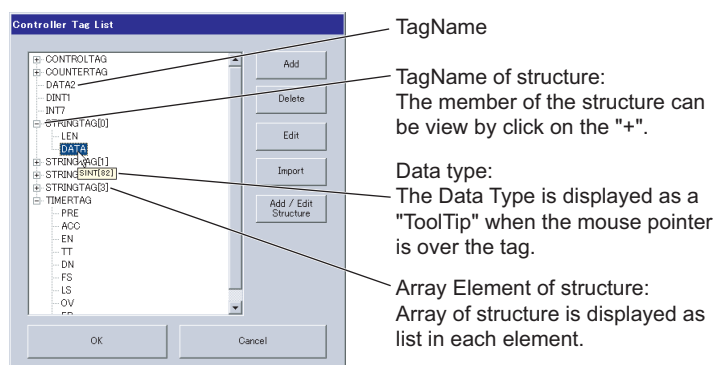 Controller Tag List
CONTROLTAG
COUNTERTAG
DATA2
DINT1
INT7
STRINGTAG[0]
LEN
DATA
STRINGTAG[1]
STRING
SINT[82]
STRINGTAG[3]
TIMERTAG
PRE
ACC
EN
TT
DN
FS
LS
OV
Add
Delete
Edit
Import
Add / Edit
Structure
OK
Cancel
TagName
TagName of structure:
The member of the structure can
be view by click on the "+".
Data type:
The Data Type is displayed as a
"ToolTip" when the mouse pointer
is over the tag.
Array Element of structure:
Array of structure is displayed as
list in each element.